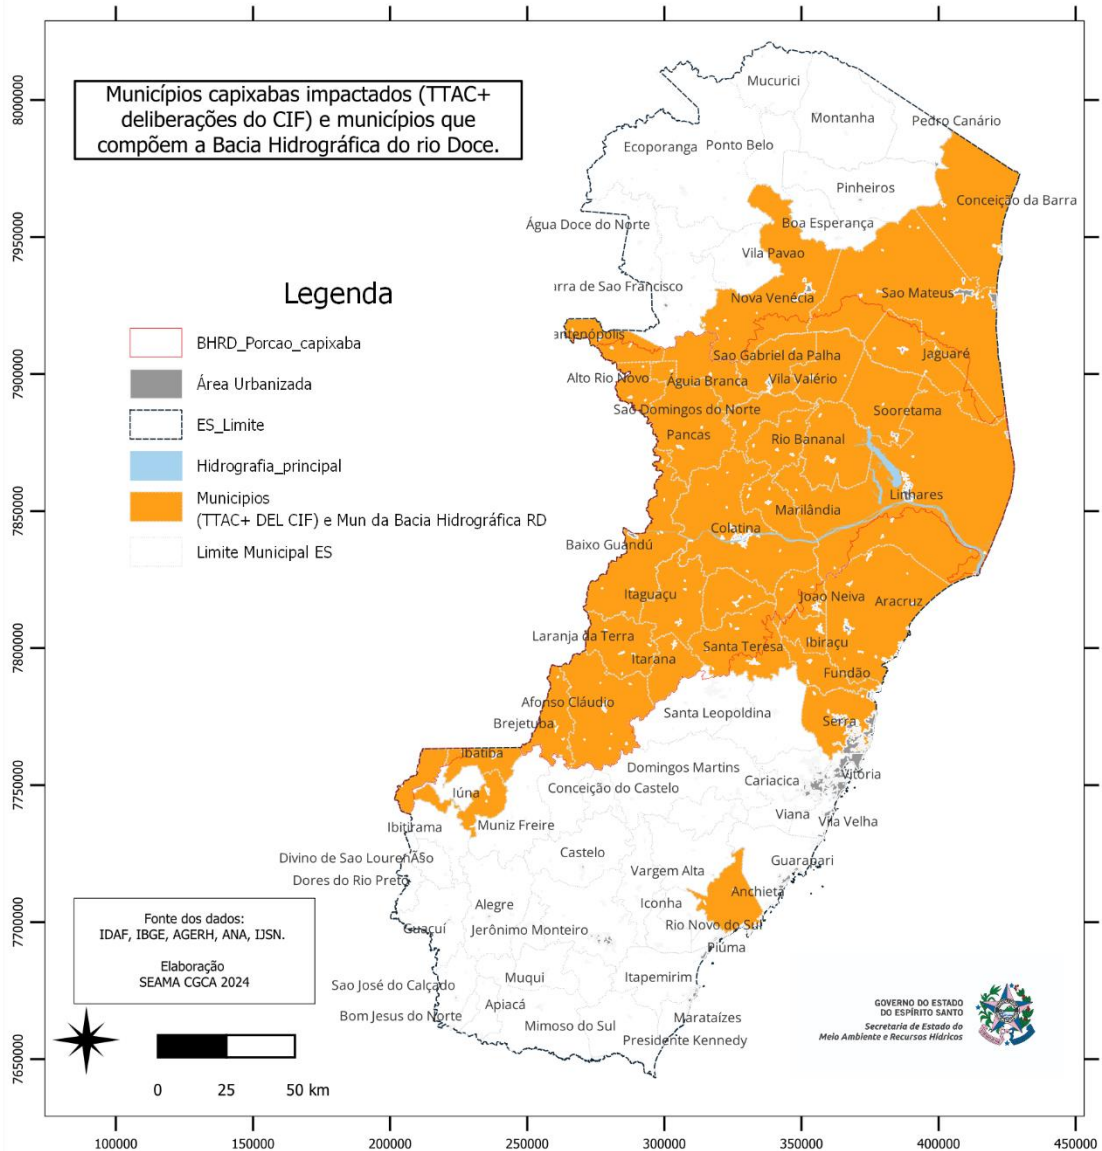 Municípios capixabas impactados (TTAC+
deliberações do CIF) e municípios que
compõem a Bacia Hidrográfica do rio Doce.
Legenda
BHRD_Porcao_capixaba
Área Urbanizada
ES_Limite
Hidrografia_principal
Municipios
(TTAC+ DEL CIF) e Mun da Bacia Hidrográfica RD
Limite Municipal ES
Mucurici
Montanha
Pedro Canário
Ecoporanga
Ponto Belo
Pinheiros
Conceição da Barra
Água Doce do Norte
Boa Esperança
Vila Pavao
rra de Sao Francisco
Nova Venécia
Sao Mateus
antenópolis
Sao Gabriel da Palha
Jaguaré
Alto Rio Novo
Águia Branca
Vila Valério
Sao Domingos do Norte
Sooretama
Pancas
Rio Bananal
Linhares
Marilândia
Colatina
Baixo Guandú
Itaguaçu
Joao Neiva
Aracruz
Laranja da Terra
Santa Teresa
Ibiraçu
Itarana
Fundão
Afonso Cláudio
Santa Leopoldina
Serra
Brejetuba
Ibatiba
Domingos Martins
Cariacica
Vitória
Iúna
Conceição do Castelo
Viana
Vila Velha
Ibitirama
Muniz Freire
Divino de Sao LourenÃ§o
Castelo
Guarapari
Dores do Rio Preto
Vargem Alta
Anchieta
Alegre
Iconha
Guaçuí
Jerônimo Monteiro
Rio Novo do Sul
Piúma
Sao José do Calçado
Muqui
Itapemirim
Apiacá
Bom Jesus do Norte
Mimoso do Sul
Marataízes
Presidente Kennedy
Fonte dos dados:
IDAF, IBGE, AGERH, ANA, IJSN.
Elaboração
SEAMA CGCA 2024
0 25 50 km
GOVERNO DO ESTADO
DO ESPÍRITO SANTO
Secretaria de Estado do
Meio Ambiente e Recursos Hídricos
8000000
7950000
7900000
7850000
7800000
7750000
7700000
7650000
100000 150000 200000 250000 300000 350000 400000 450000